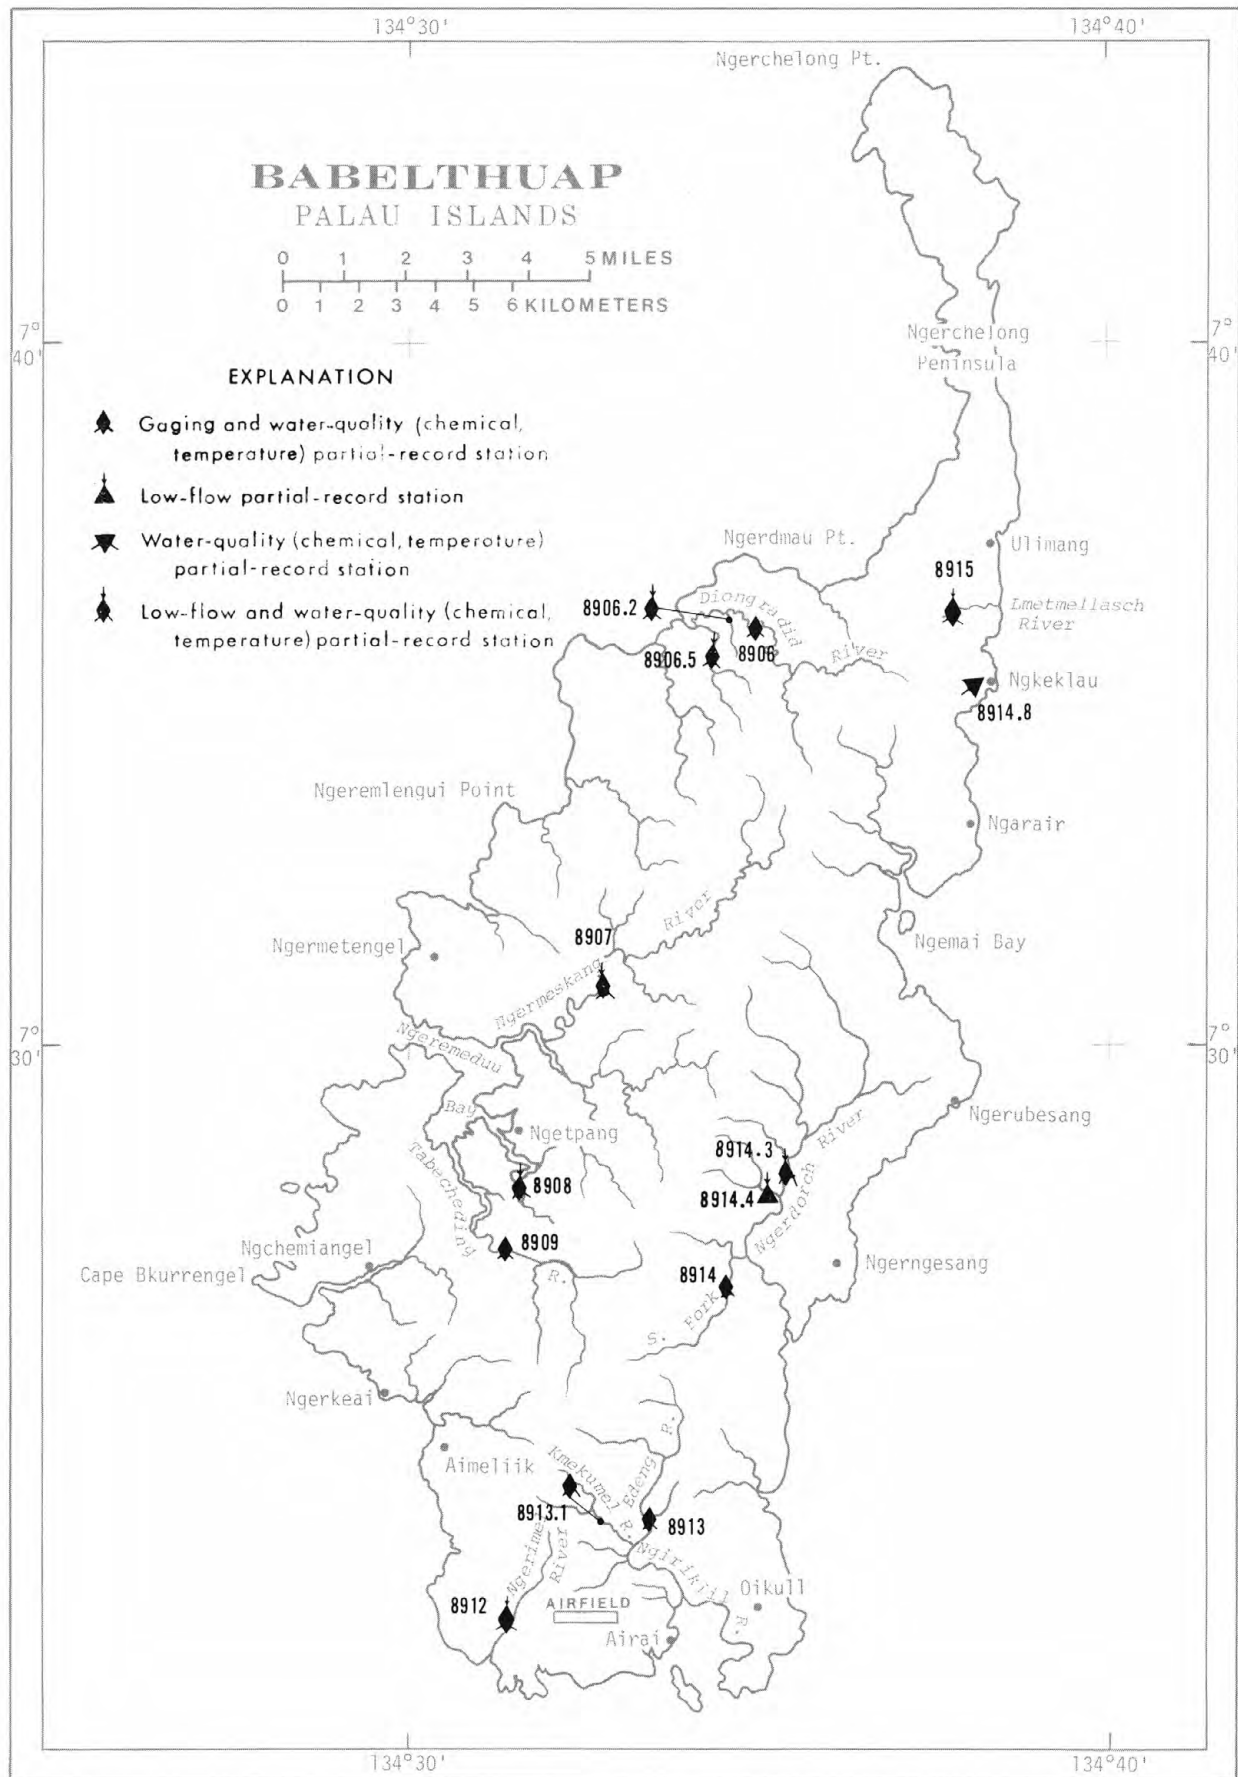 134°30'
134°40'
Ngerchelong Pt.
BABELTHUAP
PALAU ISLANDS
0 1 2 3 4 5 MILES
0 1 2 3 4 5 6 KILOMETERS
7°
40'
7°
40'
Ngerchelong
Peninsula
EXPLANATION
Gaging and water-quality (chemical,
temperature) partial-record station
Low-flow partial-record station
Water-quality (chemical, temperature)
partial-record station
Low-flow and water-quality (chemical,
temperature) partial-record station
Ngerdmau Pt.
Ulimang
8915
8906.2
Diongradid
River
Lmetmellasch
River
8906
8906.5
Ngkeklau
8914.8
Ngeremlengui Point
Ngarair
River
8907
Ngermetengel
Ngemai Bay
Ngermeskang
7°
30'
7°
30'
Ngeremeduu
Bay
Ngerubesang
Ngetpang
8914.3
Ngerdorch River
8908
8914.4
Tabecheding
R.
8909
Ngchemiangel
Cape Bkurrengel
8914
Ngerngesang
S. Fork
Ngerkeai
Aimeliik
Kmekumel R.
Edeng R.
8913.1
8913
Ngerimel
River
Ngirikiil
R.
Oikull
8912
AIRFIELD
Airai
134°30'
134°40'